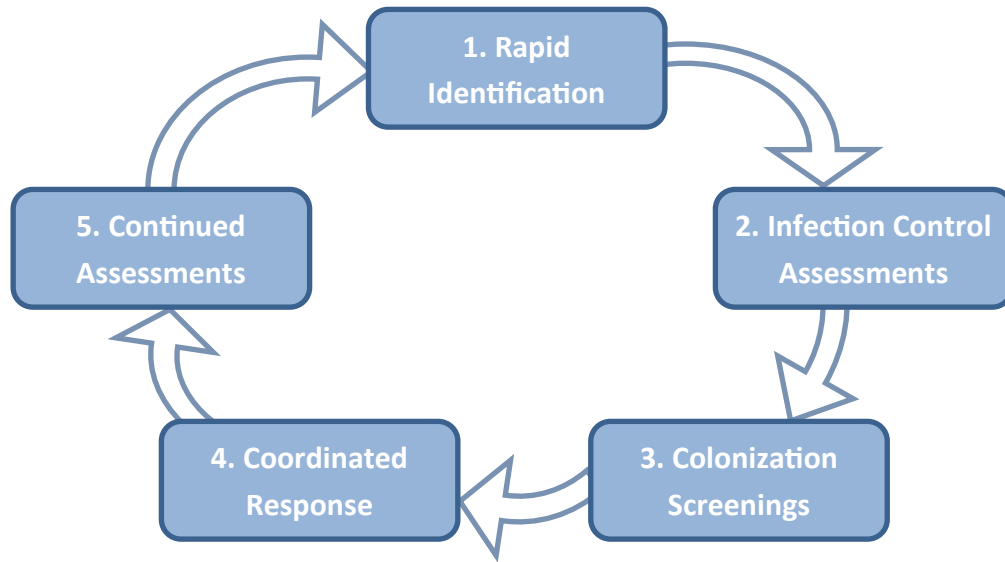 1. Rapid
Identification
2. Infection Control
Assessments
3. Colonization
Screenings
4. Coordinated
Response
5. Continued
Assessments